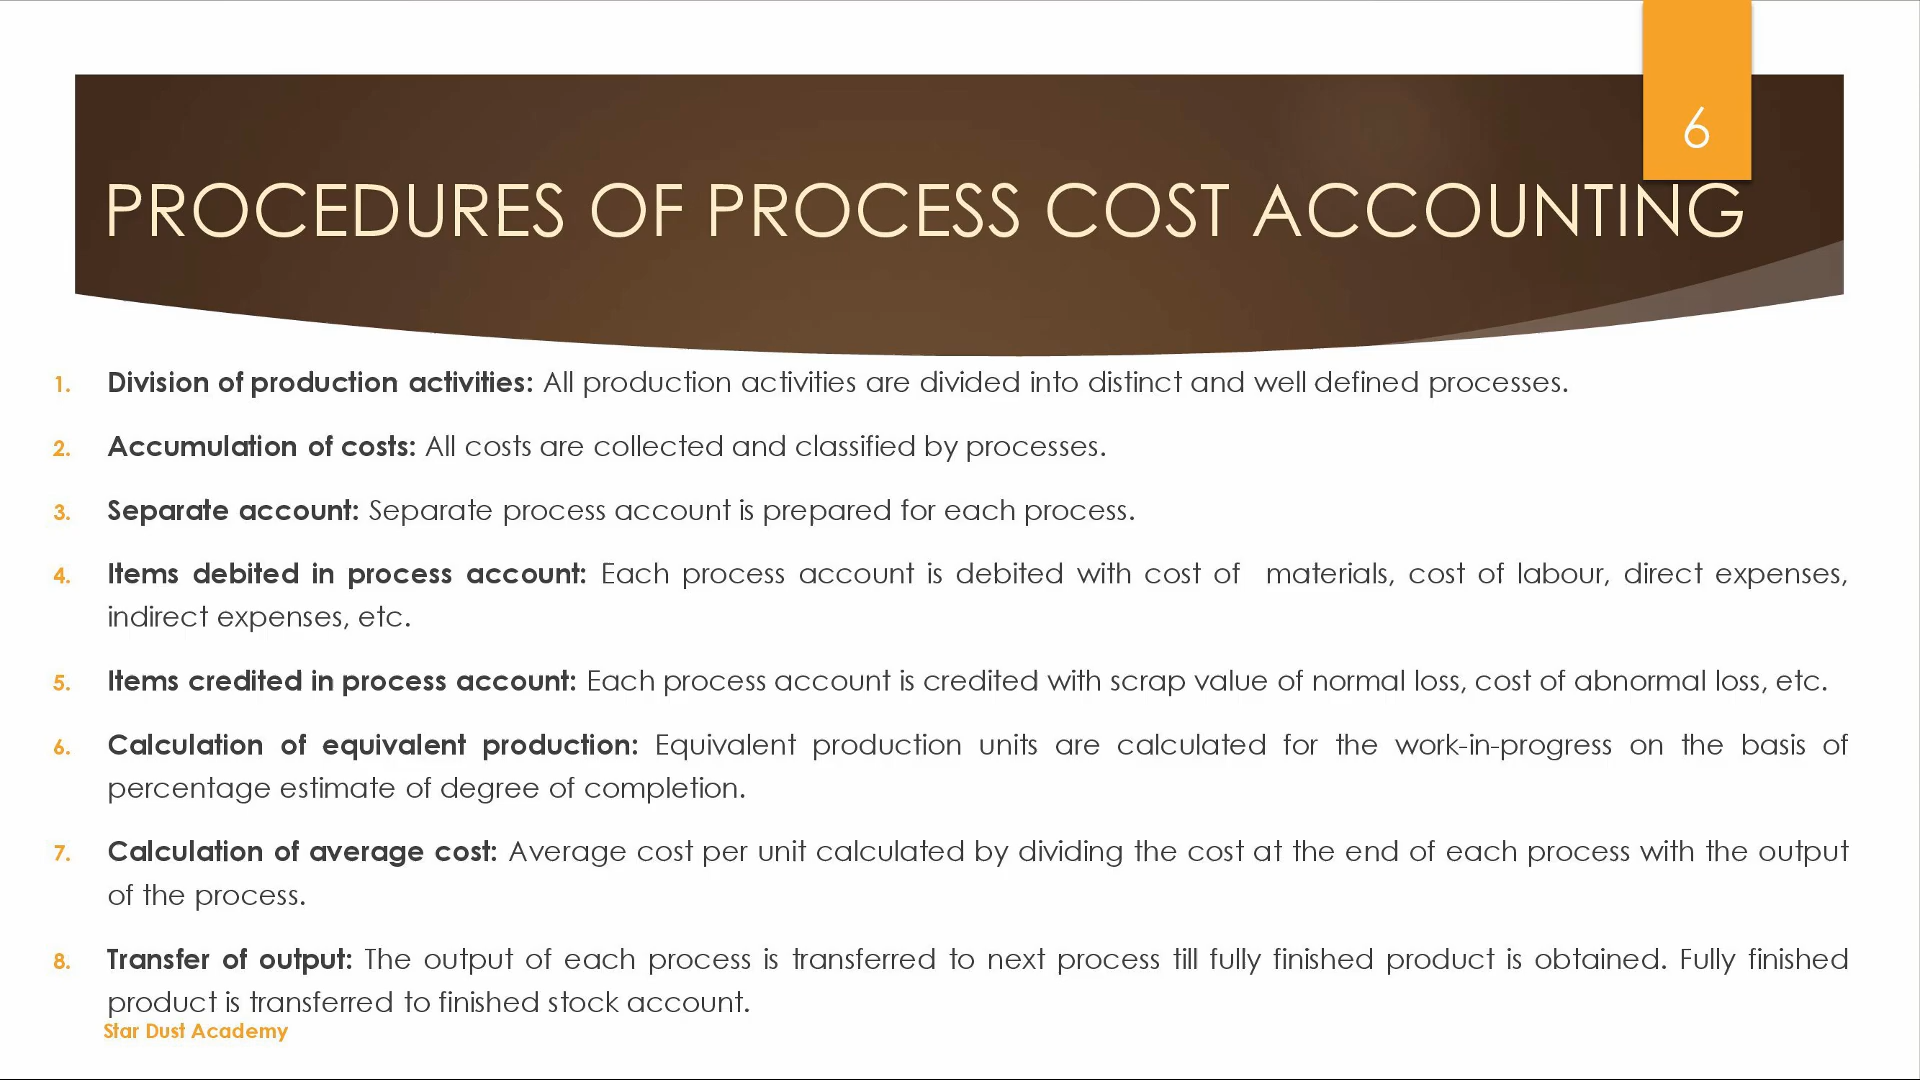 6
PROCEDURES OF PROCESS COST ACCOUNTING
1. Division of production activities: All production activities are divided into distinct and well defined processes.
2. Accumulation of costs: All costs are collected and classified by processes.
3. Separate account: Separate process account is prepared for each process.
4. Items debited in process account: Each process account is debited with cost of  materials, cost of labour, direct expenses,
indirect expenses, etc.
5. Items credited in process account: Each process account is credited with scrap value of normal loss, cost of abnormal loss, etc.
6. Calculation of equivalent production: Equivalent production units are calculated for the work-in-progress on the basis of
percentage estimate of degree of completion.
7. Calculation of average cost: Average cost per unit calculated by dividing the cost at the end of each process with the output
of the process.
8. Transfer of output: The output of each process is transferred to next process till fully finished product is obtained. Fully finished
product is transferred to finished stock account.
Star Dust Academy